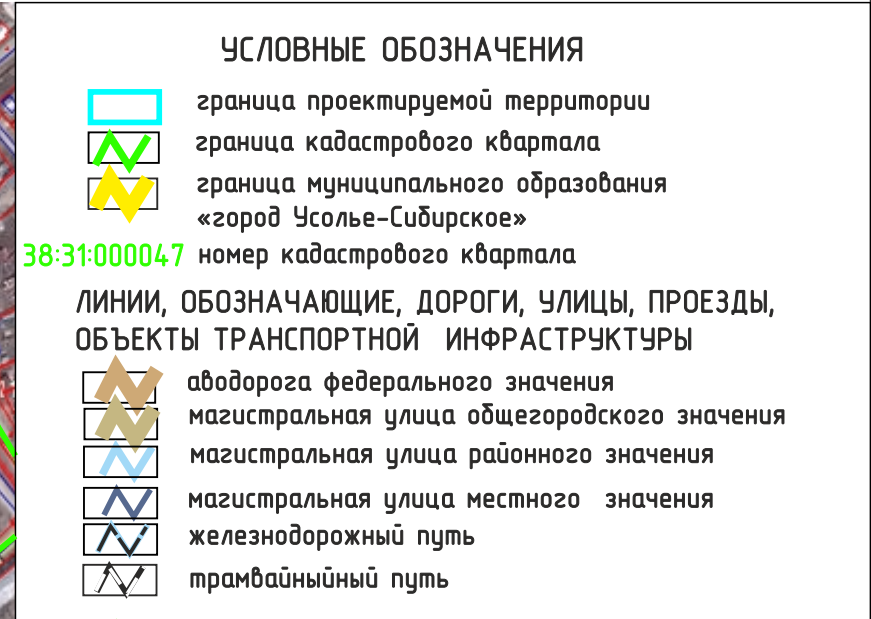 УСЛОВНЫЕ ОБОЗНАЧЕНИЯ
граница проектируемой территории
граница кадастрового квартала
граница муниципального образования
«город Усолье-Сибирское»
38:31:000047 номер кадастрового квартала
ЛИНИИ, ОБОЗНАЧАЮЩИЕ, ДОРОГИ, УЛИЦЫ, ПРОЕЗДЫ,
ОБЪЕКТЫ ТРАНСПОРТНОЙ ИНФРАСТРУКТУРЫ
аводорога федерального значения
магистральная улица общегородского значения
магистральная улица районного значения
магистральная улица местного значения
железнодорожный путь
трамвайныйный путь